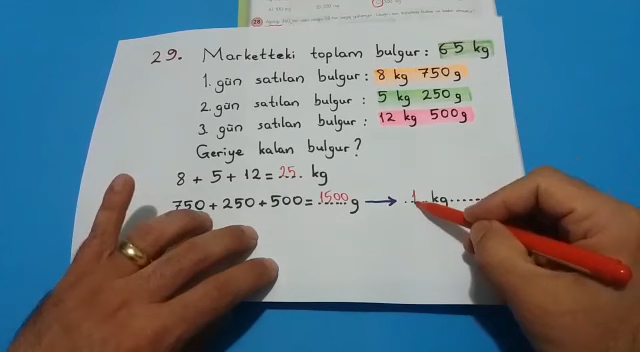 29. Marketteki toplam bulgur: 65 kg
1. gün satılan bulgur: 8 kg 750 g
2. gün satılan bulgur: 5 kg 250 g
3. gün satılan bulgur: 12 kg 500g
Geriye kalan bulgur?
8 + 5 + 12 = 25. kg
750 + 250 + 500 = 1500 g → ..1.. kg......